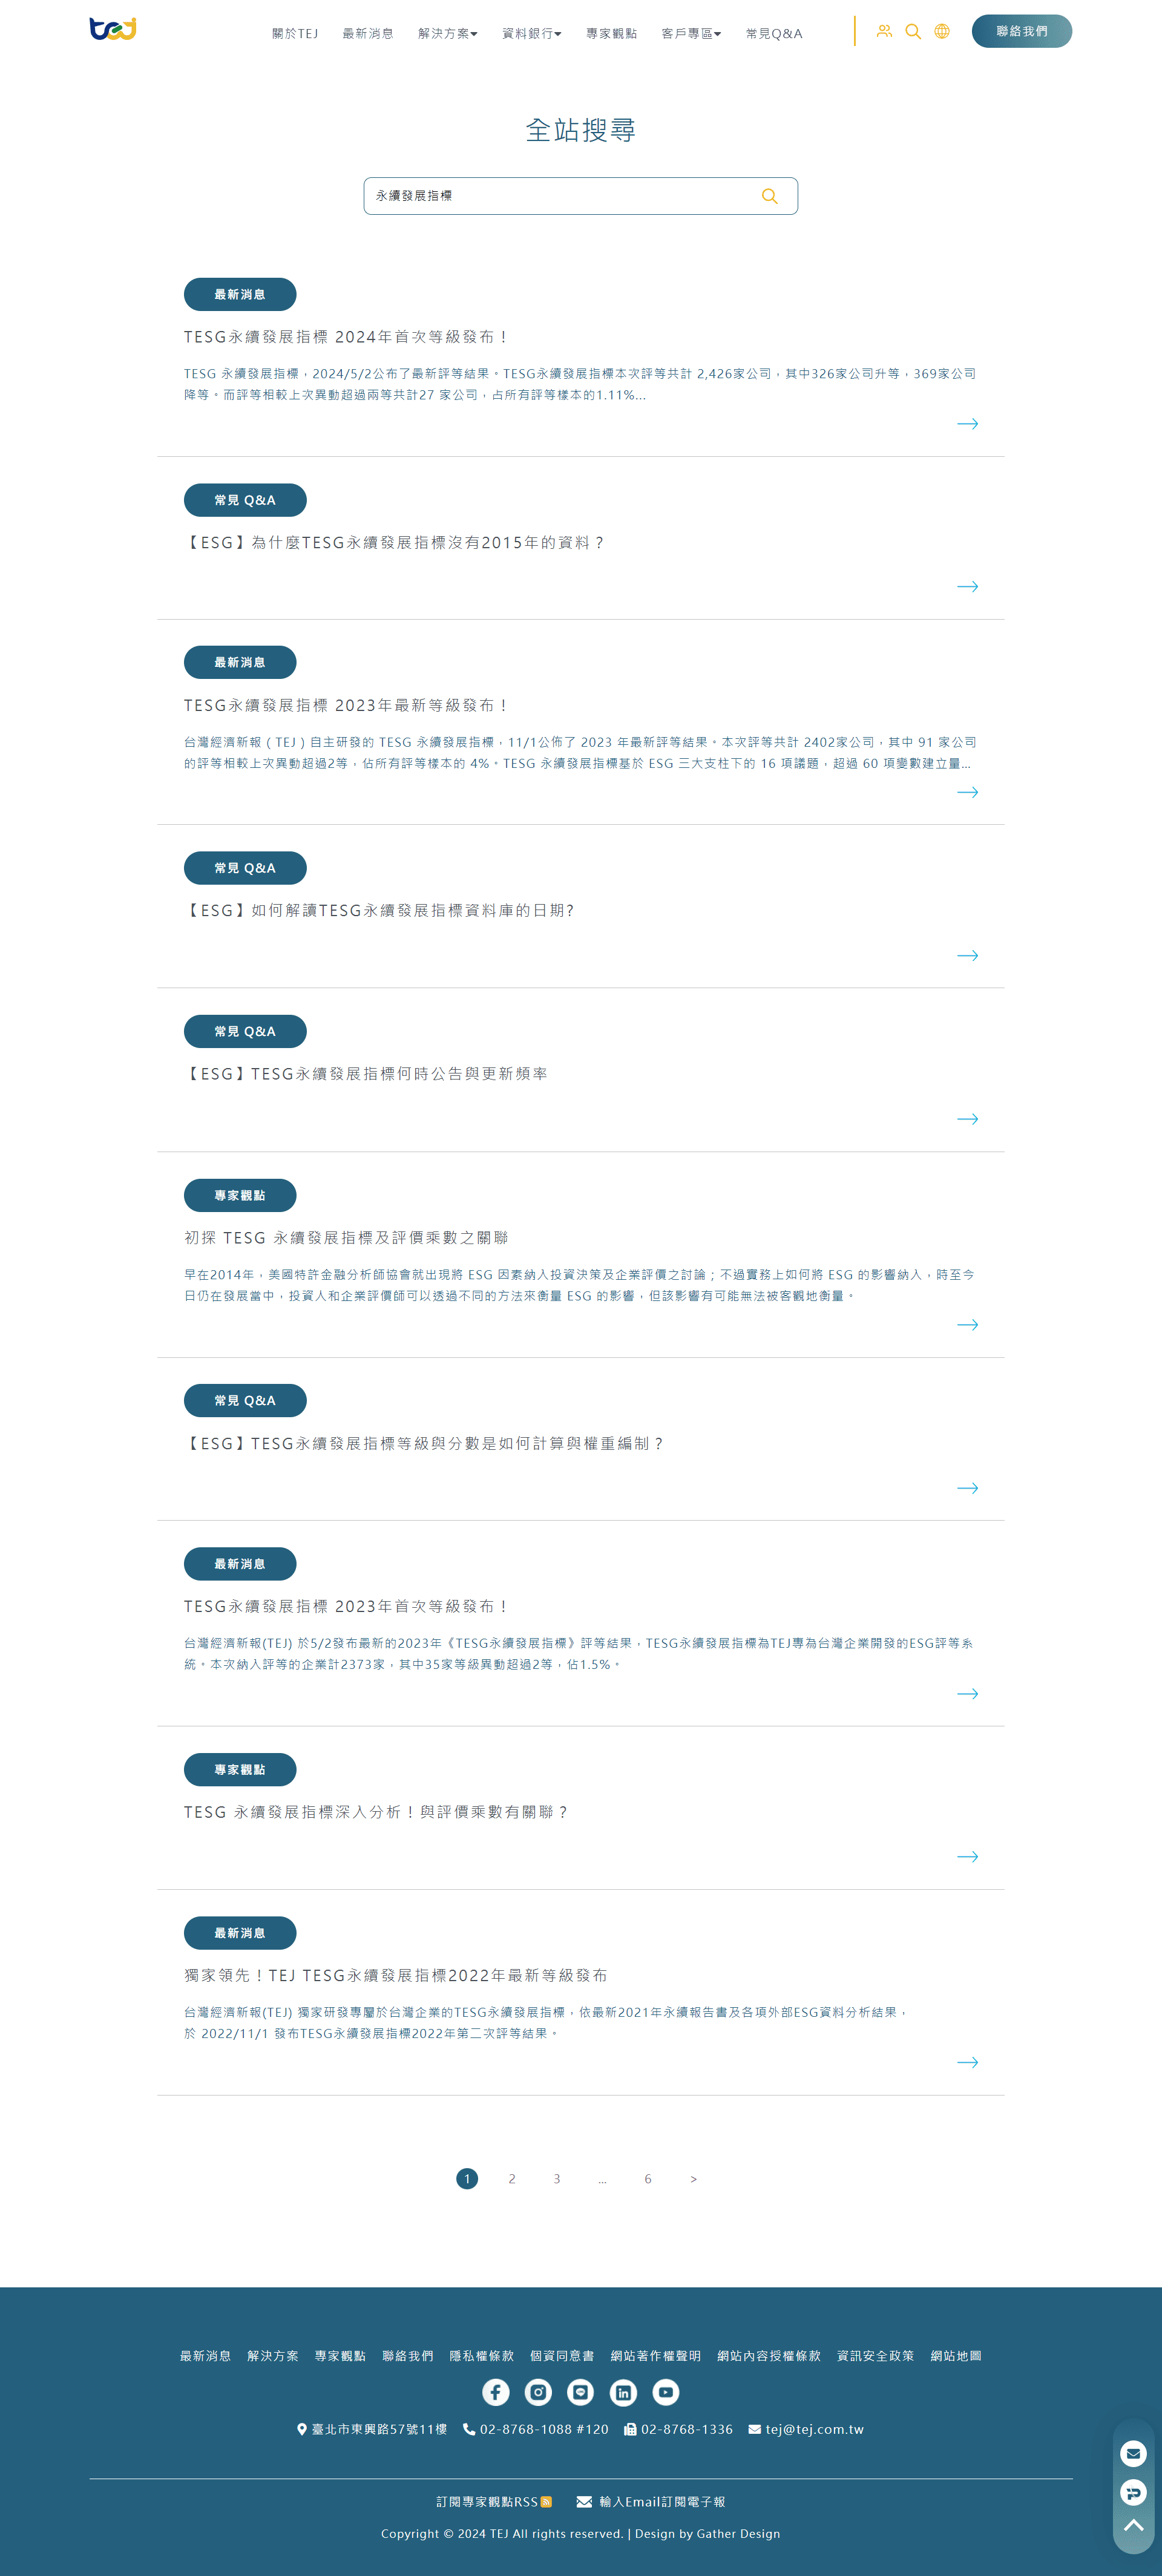 tej
關於TEJ 最新消息 解決方案 資料銀行 專家觀點 客戶專區 常見Q&A 聯絡我們
全站搜尋
永續發展指標
最新消息
TESG永續發展指標 2024年首次等級發布！
TESG 永續發展指標，2024/5/2公布了最新評等結果。TESG永續發展指標本次評等共計 2,426家公司，其中326家公司升等，369家公司
降等。而評等相較上次異動超過兩等共計27 家公司，占所有評等樣本的1.11%...
常見 Q&A
【ESG】為什麼TESG永續發展指標沒有2015年的資料？
最新消息
TESG永續發展指標 2023年最新等級發布！
台灣經濟新報 ( TEJ ) 自主研發的 TESG 永續發展指標，11/1公佈了 2023 年最新評等結果。本次評等共計 2402家公司，其中 91 家公司
的評等相較上次異動超過2等，佔所有評等樣本的 4%。TESG 永續發展指標基於 ESG 三大支柱下的 16 項議題，超過 60 項變數建立量...
常見 Q&A
【ESG】如何解讀TESG永續發展指標資料庫的日期?
常見 Q&A
【ESG】TESG永續發展指標何時公告與更新頻率
專家觀點
初探 TESG 永續發展指標及評價乘數之關聯
早在2014年，美國特許金融分析師協會就出現將 ESG 因素納入投資決策及企業評價之討論；不過實務上如何將 ESG 的影響納入，時至今
日仍在發展當中，投資人和企業評價師可以透過不同的方法來衡量 ESG 的影響，但該影響有可能無法被客觀地衡量。
常見 Q&A
【ESG】TESG永續發展指標等級與分數是如何計算與權重編制？
最新消息
TESG永續發展指標 2023年首次等級發布！
台灣經濟新報(TEJ) 於5/2發布最新的2023年《TESG永續發展指標》評等結果，TESG永續發展指標為TEJ專為台灣企業開發的ESG評等系
統。本次納入評等的企業計2373家，其中35家等級異動超過2等，佔1.5%。
專家觀點
TESG 永續發展指標深入分析！與評價乘數有關聯？
最新消息
獨家領先！TEJ TESG永續發展指標2022年最新等級發布
台灣經濟新報(TEJ) 獨家研發專屬於台灣企業的TESG永續發展指標，依最新2021年永續報告書及各項外部ESG資料分析結果，
於 2022/11/1 發布TESG永續發展指標2022年第二次評等結果。
1 2 3 ... 6 >
最新消息 解決方案 專家觀點 聯絡我們 隱私權條款 個資同意書 網站著作權聲明 網站內容授權條款 資訊安全政策 網站地圖
臺北市東興路57號11樓 02-8768-1088 #120 02-8768-1336 tej@tej.com.tw
訂閱專家觀點RSS 輸入Email訂閱電子報
Copyright © 2024 TEJ All rights reserved. | Design by Gather Design